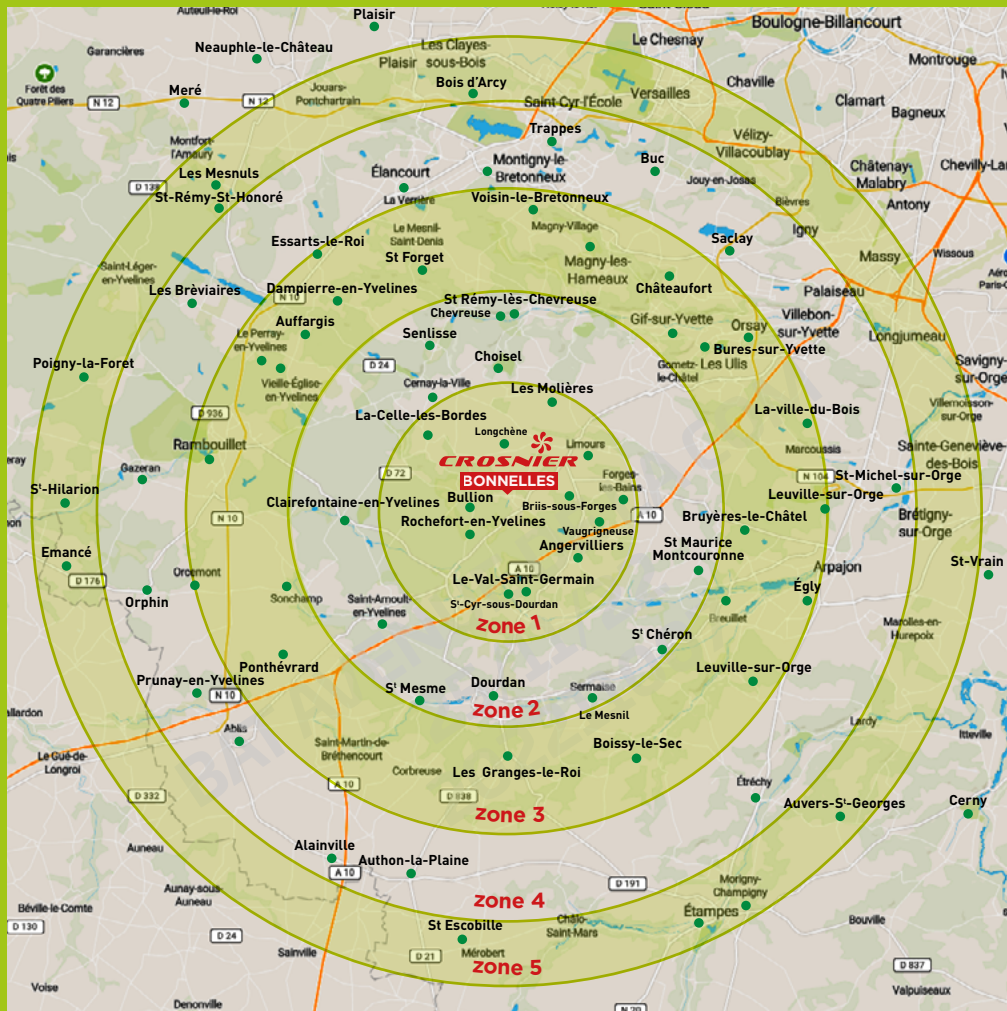 Auteuil-le-Roi
Plaisir
Boulogne-Billancourt
Garancières
Neauphle-le-Château
Les Clayes-
sous-Bois
Plaisir
Le Chesnay
Montrouge
Forêt des
Quatre Piliers
N 12
Meré
N 12
Jouars-
Pontchartrain
Bois d'Arcy
Saint-Cyr-l'École
Versailles
Chaville
Clamart
Bagneux
Montfort-
l'Amaury
Trappes
Vélizy-
Villacoublay
Les Mesnuls
D 138
Élancourt
Montigny-le-
Bretonneux
Buc
Jouy-en-Josas
Châtenay-
Malabry
Chevilly-Lar
St-Rémy-St-Honoré
La Verrière
Voisin-le-Bretonneux
Bièvres
Antony
Essarts-le-Roi
Le Mesnil-
Saint-Denis
Magny-Village
Igny
Saclay
St Forget
Magny-les-
Hameaux
Massy
Wissous
Saint-Léger-
en-Yvelines
Les Brèviaires
N 10
Dampierre-en-Yvelines
Châteaufort
Palaiseau
Aéro
Paris-O
St Rémy-lès-Chevreuse
Chevreuse
Auffargis
Senlisse
Gif-sur-Yvette
Orsay
Villebon-
sur-Yvette
Longjumeau
Le Perray-
en-Yvelines
Choisel
Bures-sur-Yvette
Poigny-la-Foret
D 24
Gometz-
le-Châtel
Les Ulis
Savigny-
sur-Orge
Vieille-Église-
en-Yvelines
Cernay-la-Ville
Les Molières
D 936
La-Celle-les-Bordes
La-ville-du-Bois
Villemoisson-
sur-Orge
Rambouillet
Longchène
Limours
Marcoussis
Sainte-Geneviève-
des-Bois
Gazeran
D 72
CROSNIER
BONNELLES
Forges-
les-Bains
N 104
St-Michel-sur-Orge
St-Hilarion
Clairefontaine-en-Yvelines
Bullion
Briis-sous-Forges
Leuville-sur-Orge
N 10
Rochefort-en-Yvelines
Vaugrigneuse
A 10
Bruyères-le-Châtel
Brétigny-
sur-Orge
Emancé
Angervilliers
St Maurice
Montcouronne
St-Vrain
D 176
Orcemont
A 10
Arpajon
Orphin
Sonchamp
Saint-Arnoult-
en-Yvelines
Le-Val-Saint-Germain
St-Cyr-sous-Dourdan
Égly
Breuillet
Marolles-en-
Hurepoix
zone 1
St Chéron
Ponthévrard
Prunay-en-Yvelines
N 10
St Mesme
Dourdan
Sermaise
Leuville-sur-Orge
allardon
zone 2
Le Mesnil
Ablis
Lardy
Itteville
Le Gué-de-
Longroi
Saint-Martin-de-
Bréthencourt
Boissy-le-Sec
Corbreuse
Les Granges-le-Roi
A 10
D 838
Étréchy
D 332
Auvers-St-Georges
Cerny
zone 3
Auneau
Alainville
Authon-la-Plaine
A 10
D 191
Morigny-
Champigny
Aunay-sous-
Auneau
Béville-le-Comte
zone 4
Étampes
Bouville
D 130
D 24
St Escobille
Châlo-
Saint-Mars
Sainville
D 21
Mérobert
zone 5
D 837
Voise
Valpuiseaux
Denonville
N 20